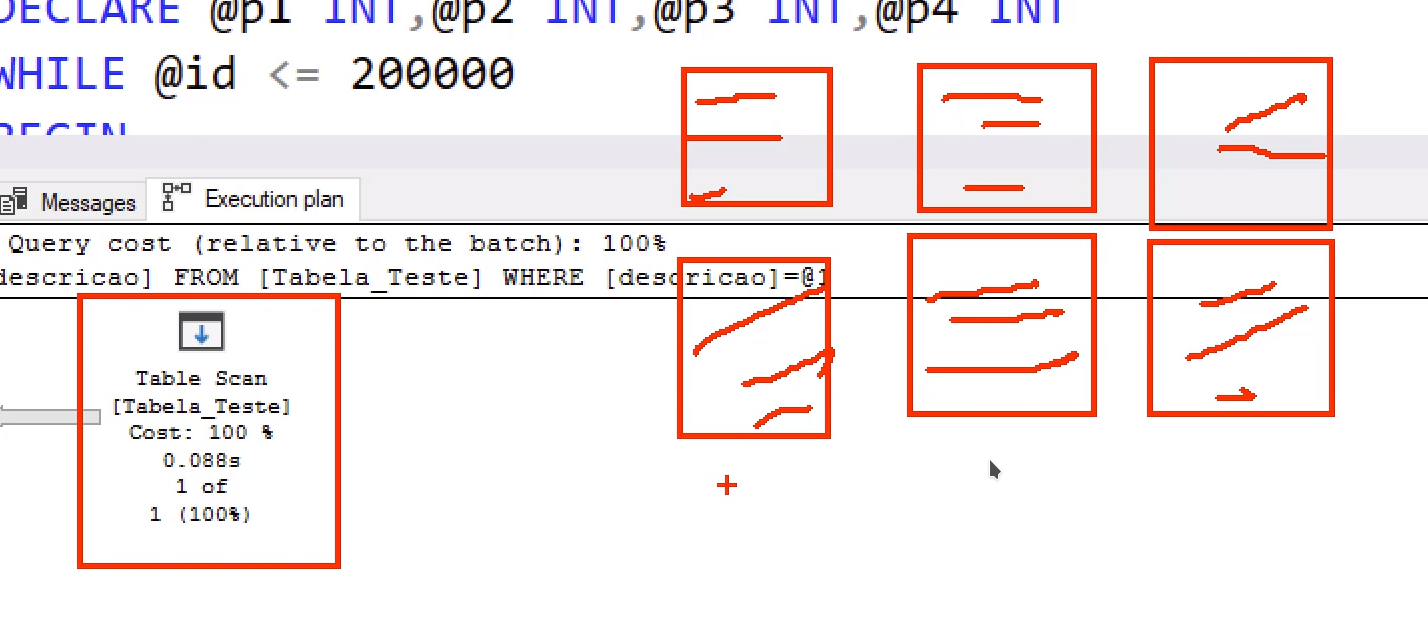 DECLARE @p1 INT,@p2 INT,@p3 INT,@p4 INT
WHILE @id <= 200000
BEGIN
Messages
Execution plan
Query cost (relative to the batch): 100%
descricao] FROM [Tabela_Teste] WHERE [descricao]=@1
Table Scan
[Tabela_Teste]
Cost: 100 %
0.088s
1 of
1 (100%)